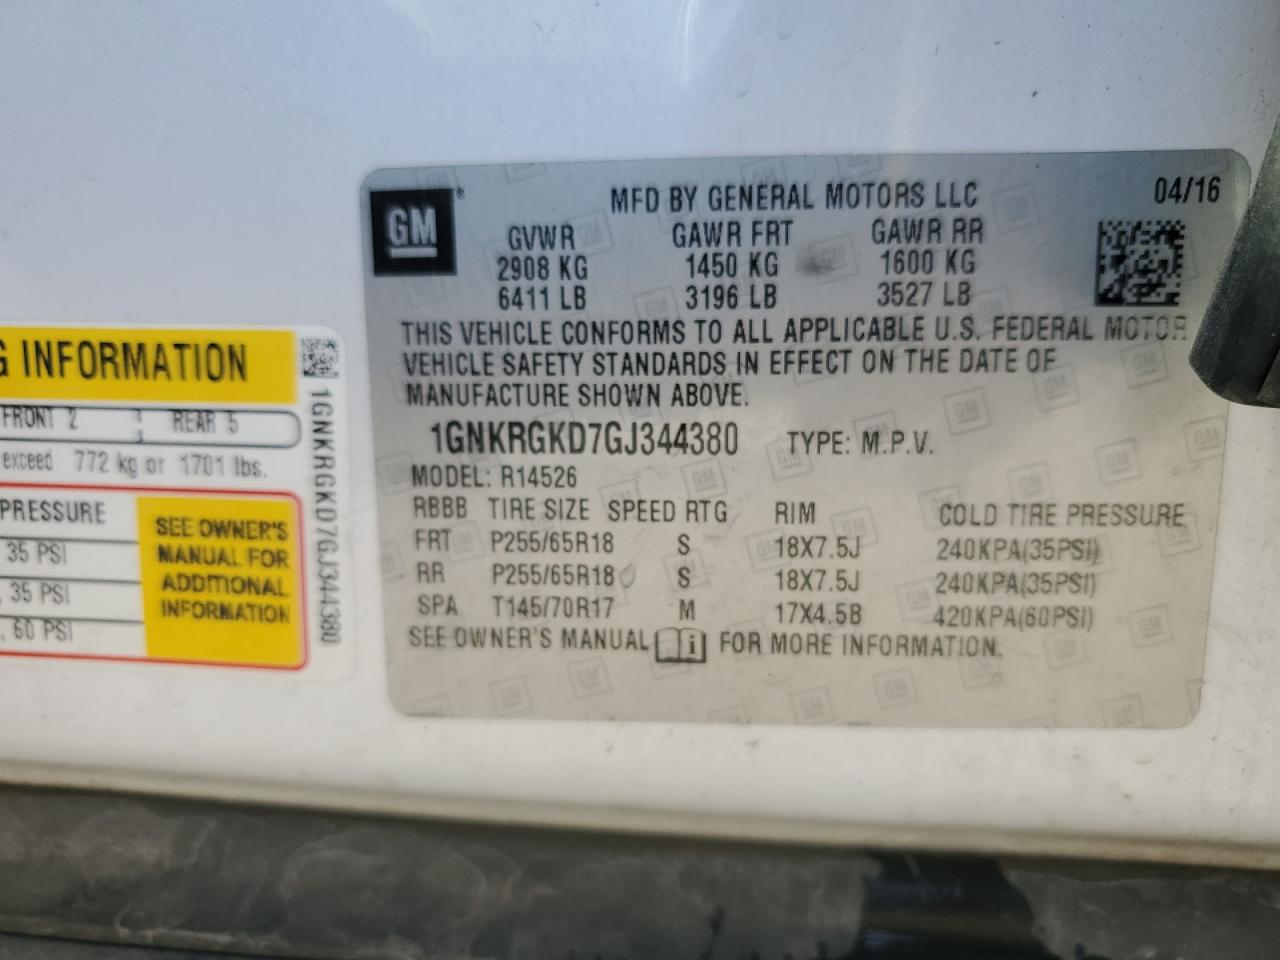 GM ®
MFD BY GENERAL MOTORS LLC 04/16
GVWR GAWR FRT GAWR RR
2908 KG 1450 KG 1600 KG
6411 LB 3196 LB 3527 LB
THIS VEHICLE CONFORMS TO ALL APPLICABLE U.S. FEDERAL MOTOR
VEHICLE SAFETY STANDARDS IN EFFECT ON THE DATE OF
MANUFACTURE SHOWN ABOVE.
1GNKRGKD7GJ344380 TYPE: M.P.V.
MODEL: R14526
RBBB TIRE SIZE SPEED RTG RIM COLD TIRE PRESSURE
FRT P255/65R18 S 18X7.5J 240KPA(35PSI)
RR P255/65R18 S 18X7.5J 240KPA(35PSI)
SPA T145/70R17 M 17X4.5B 420KPA(60PSI)
SEE OWNER'S MANUAL i FOR MORE INFORMATION.
G INFORMATION
FRONT 2 REAR 5
exceed 772 kg or 1701 lbs.
PRESSURE
35 PSI
, 35 PSI
, 60 PSI
SEE OWNER'S
MANUAL FOR
ADDITIONAL
INFORMATION
1GNKRGKD7GJ344380